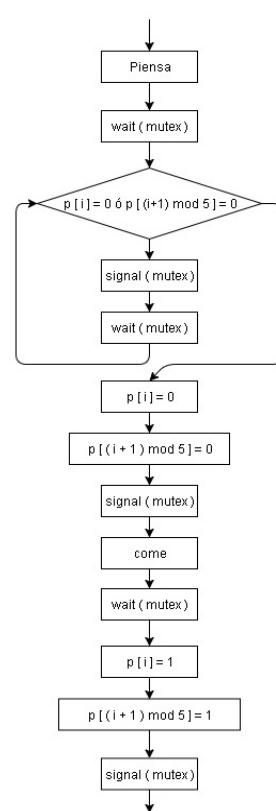 Piensa
wait ( mutex )
p [ i ] = 0 ó p [ (i+1) mod 5 ] = 0
signal ( mutex )
wait ( mutex )
p [ i ] = 0
p [ ( i + 1 ) mod 5 ] = 0
signal ( mutex )
come
wait ( mutex )
p [ i ] = 1
p [ ( i + 1 ) mod 5 ] = 1
signal ( mutex )